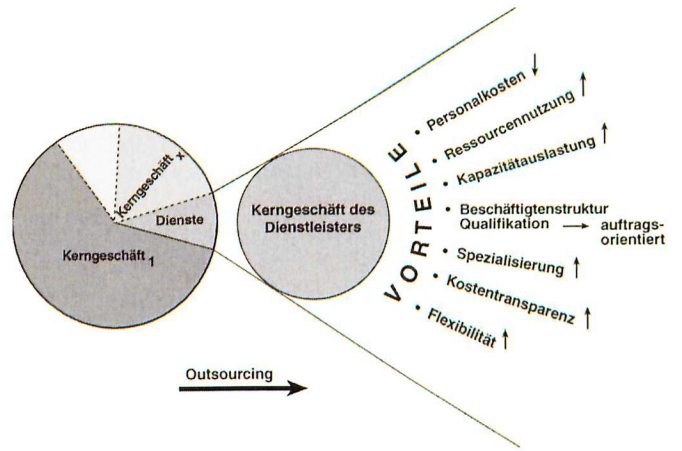 Kerngeschäft x
Dienste
Kerngeschäft 1
Kerngeschäft des
Dienstleisters
VORTEILE
• Personalkosten ↓
• Ressourcennutzung ↑
• Kapazitätauslastung ↑
• Beschäftigtenstruktur
Qualifikation → auftrags-
orientiert
• Spezialisierung ↑
• Kostentransparenz ↑
• Flexibilität ↑
Outsourcing